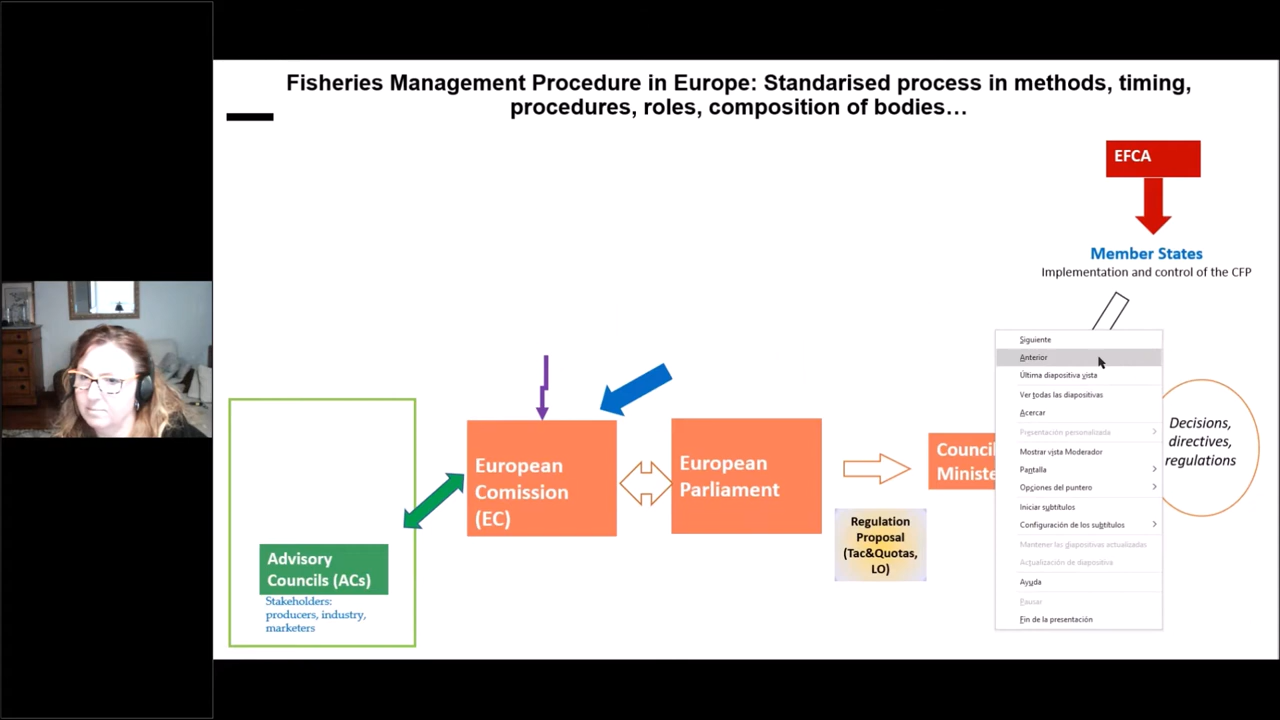 Fisheries Management Procedure in Europe: Standarised process in methods, timing,
procedures, roles, composition of bodies…
EFCA
Member States
Implementation and control of the CFP
European
Comission
(EC)
European
Parliament
Regulation
Proposal
(Tac&Quotas,
LO)
Council
Ministe
Decisions,
directives,
regulations
Advisory
Councils (ACs)
Stakeholders:
producers, industry,
marketers
Siguiente
Anterior
Última diapositiva vista
Ver todas las diapositivas
Acercar
Presentación personalizada
Mostrar vista Moderador
Pantalla
Opciones del puntero
Iniciar subtítulos
Configuración de los subtítulos
Mantener las diapositivas actualizadas
Actualización de diapositiva
Ayuda
Pausar
Fin de la presentación